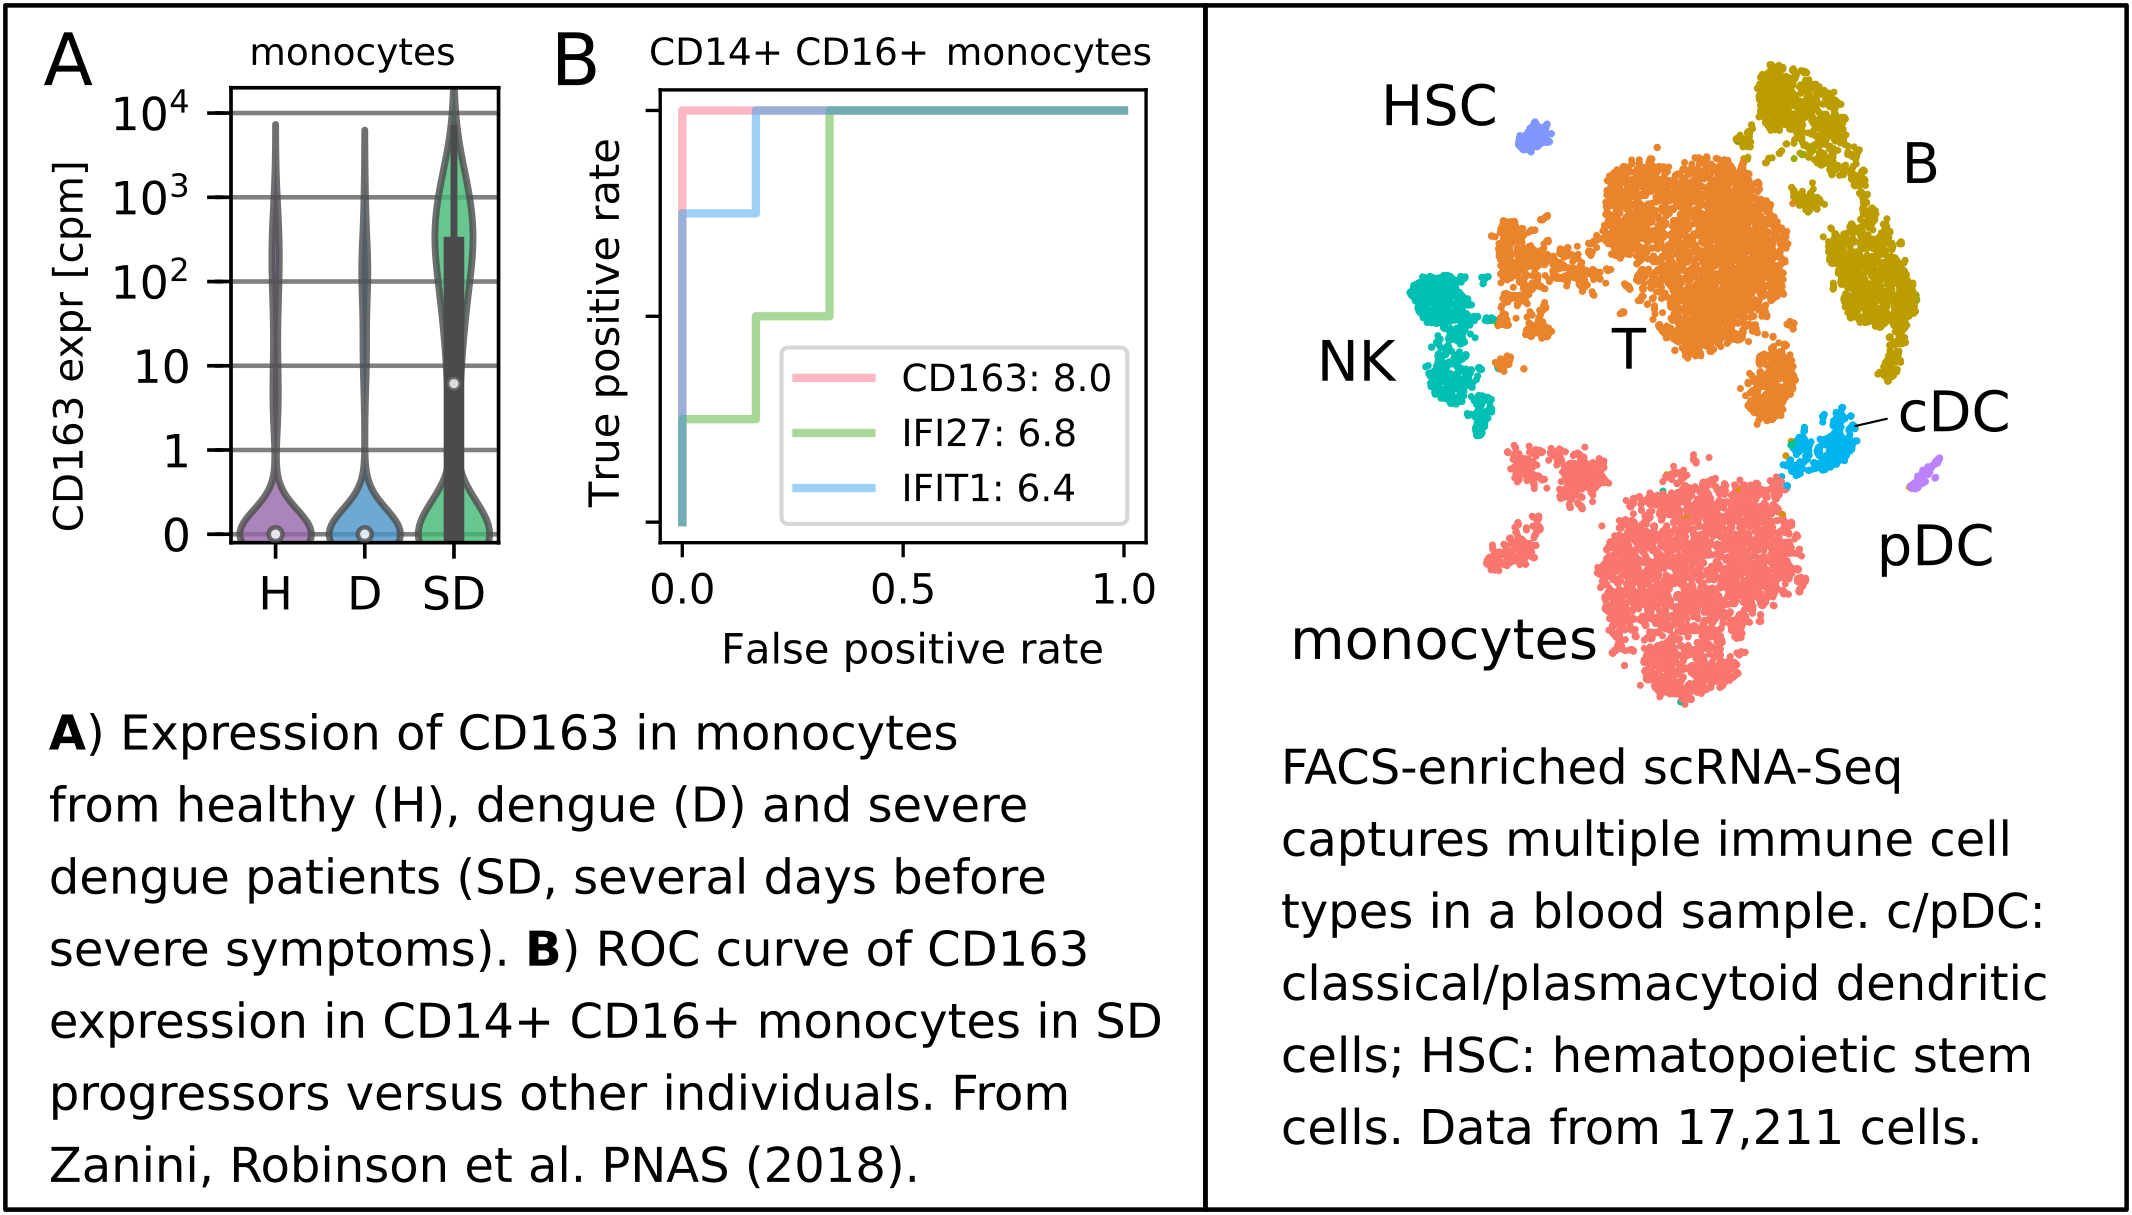 A
monocytes
10⁴
10³
10²
10
1
0
CD163 expr [cpm]
H D SD
B
CD14+ CD16+ monocytes
True positive rate
CD163: 8.0
IFI27: 6.8
IFIT1: 6.4
0.0 0.5 1.0
False positive rate
A) Expression of CD163 in monocytes
from healthy (H), dengue (D) and severe
dengue patients (SD, several days before
severe symptoms). B) ROC curve of CD163
expression in CD14+ CD16+ monocytes in SD
progressors versus other individuals. From
Zanini, Robinson et al. PNAS (2018).
HSC
B
T
NK
cDC
pDC
monocytes
FACS-enriched scRNA-Seq
captures multiple immune cell
types in a blood sample. c/pDC:
classical/plasmacytoid dendritic
cells; HSC: hematopoietic stem
cells. Data from 17,211 cells.